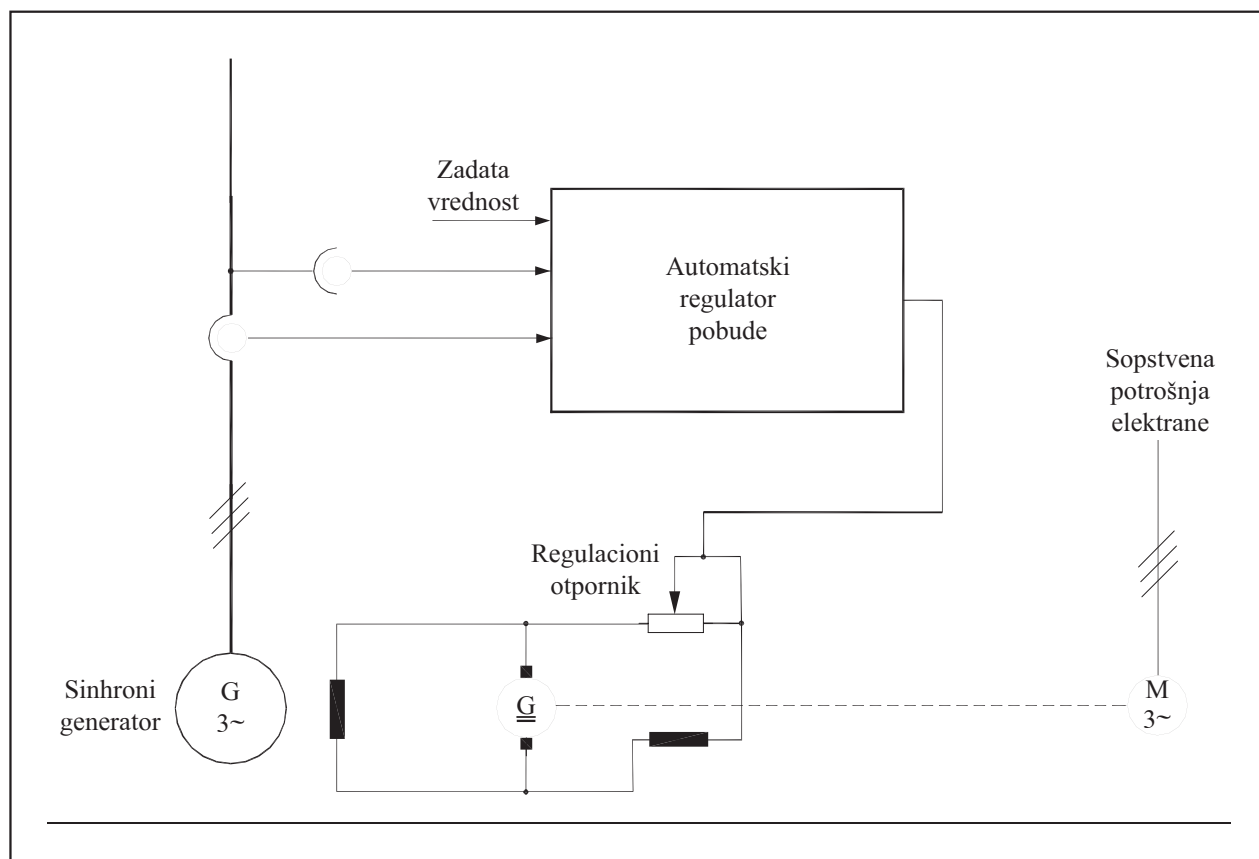 Zadata
vrednost
Automatski
regulator
pobude
Sopstvena
potrošnja
elektrane
Regulacioni
otpornik
Sinhroni
generator
G
3~
G
M
3~